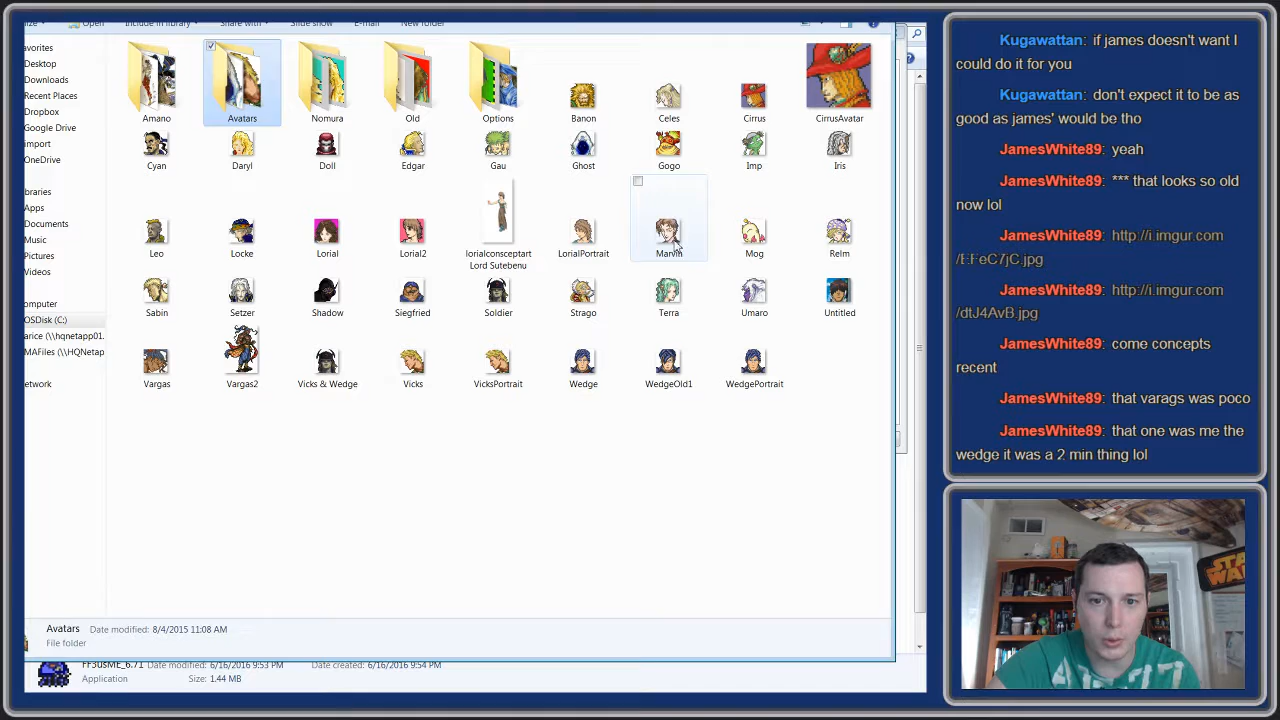 Open
Include in library
Share with
Slide show
E-mail
New folder
avorites
Desktop
Downloads
Recent Places
Dropbox
Google Drive
import
OneDrive
ibraries
Apps
Documents
Music
Pictures
Videos
omputer
OSDisk (C:)
arice (\\hqnetapp01.
MAFiles (\\HQNetap
etwork
Amano
Avatars
Nomura
Old
Options
Banon
Celes
Cirrus
CirrusAvatar
Cyan
Daryl
Doll
Edgar
Gau
Ghost
Gogo
Imp
Iris
Leo
Locke
Lorial
Lorial2
lorialconsceptart
Lord Sutebenu
LorialPortrait
Marvin
Mog
Relm
Sabin
Setzer
Shadow
Siegfried
Soldier
Strago
Terra
Umaro
Untitled
Vargas
Vargas2
Vicks & Wedge
Vicks
VicksPortrait
Wedge
WedgeOld1
WedgePortrait
Avatars
Date modified: 8/4/2015 11:08 AM
File folder
FF3usME_6.71
Date modified: 6/16/2016 9:53 PM
Date created: 6/16/2016 9:54 PM
Application
Size: 1.44 MB
Kugawattan: if james doesn't want I
could do it for you
Kugawattan: don't expect it to be as
good as james' would be tho
JamesWhite89: yeah
JamesWhite89: *** that looks so old
now lol
JamesWhite89: http://i.imgur.com
/EFeC7jC.jpg
JamesWhite89: http://i.imgur.com
/dtJ4AvB.jpg
JamesWhite89: come concepts
recent
JamesWhite89: that varags was poco
JamesWhite89: that one was me the
wedge it was a 2 min thing lol
STAR